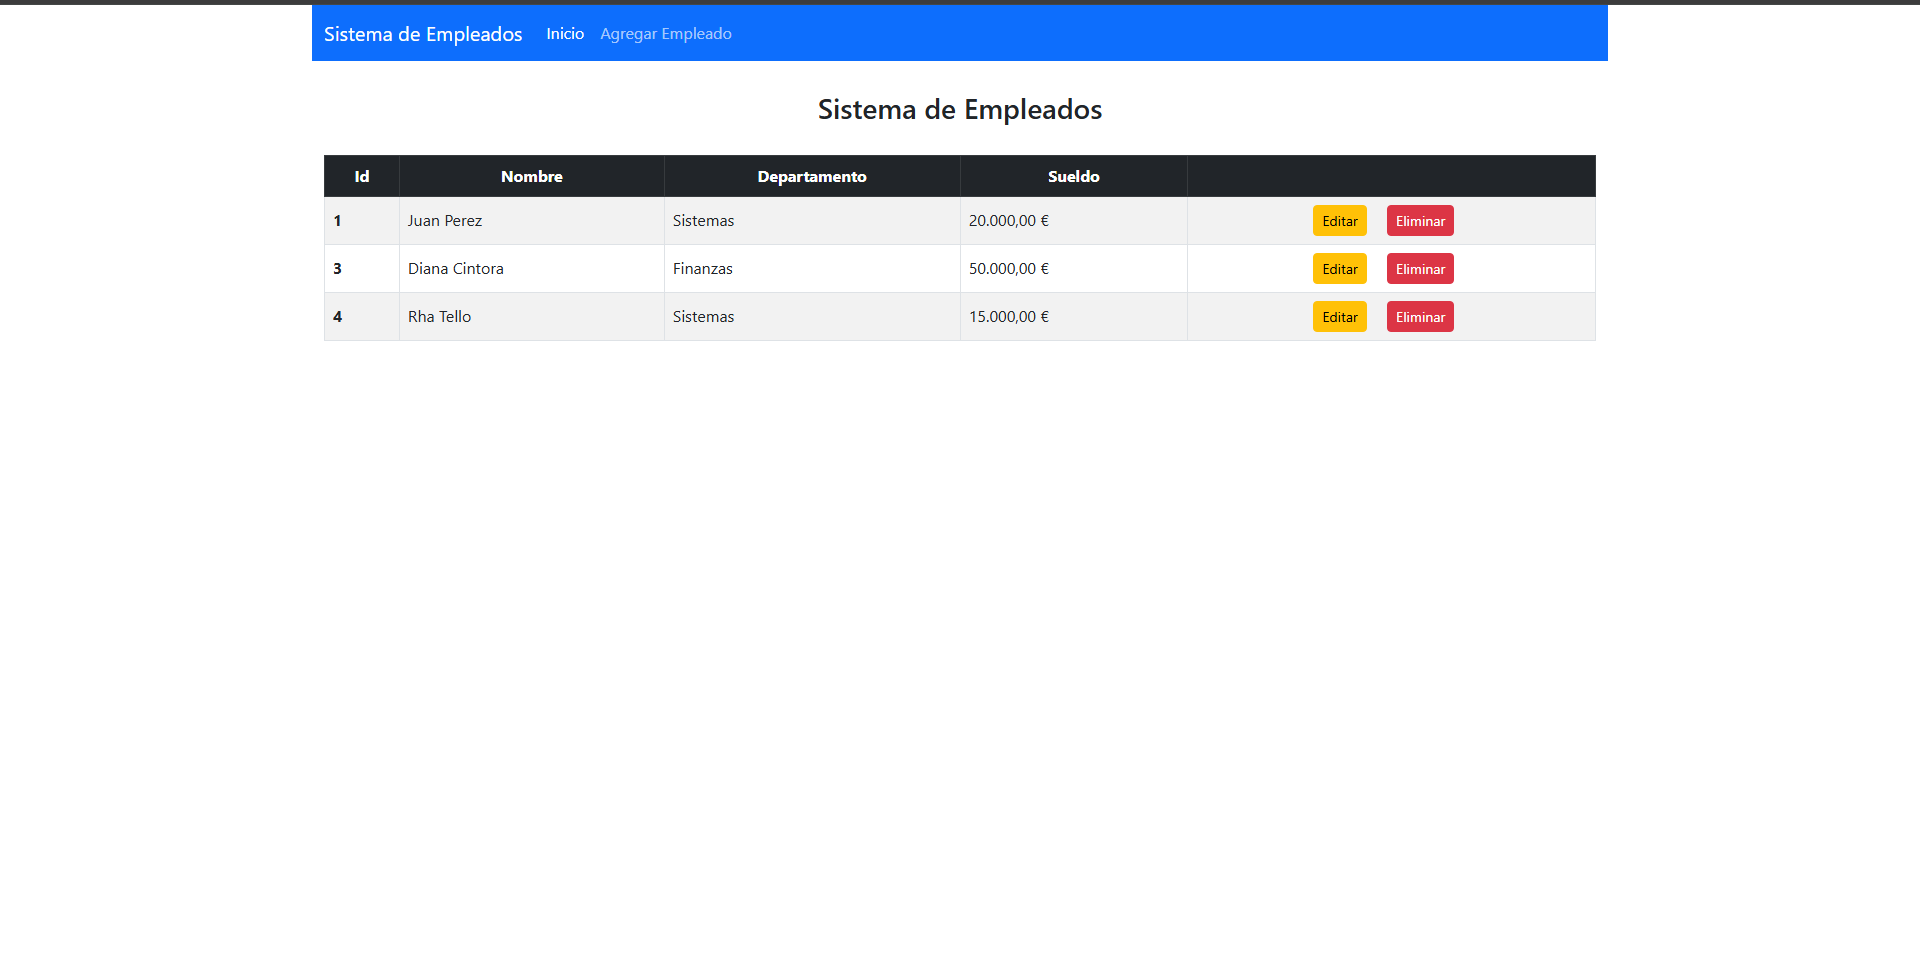 Sistema de Empleados Inicio Agregar Empleado
Sistema de Empleados
Id Nombre Departamento Sueldo
1 Juan Perez Sistemas 20.000,00 € Editar Eliminar
3 Diana Cintora Finanzas 50.000,00 € Editar Eliminar
4 Rha Tello Sistemas 15.000,00 € Editar Eliminar